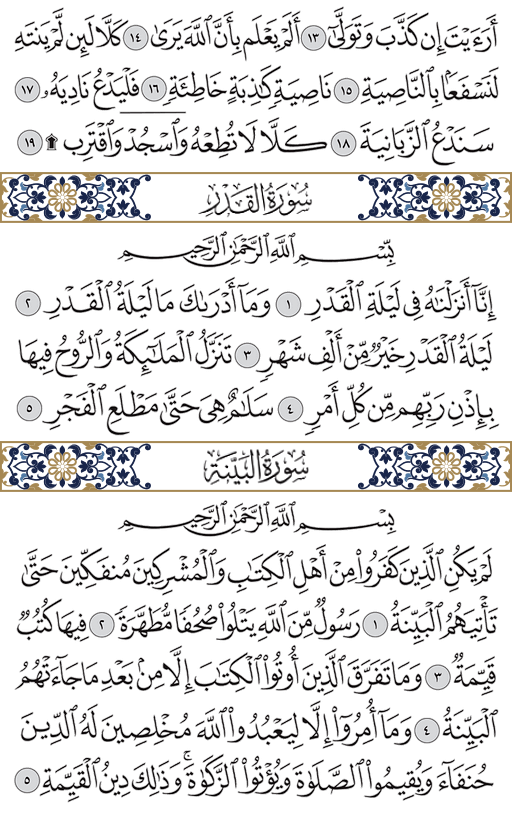 أَرَءَيْتَ إِن كَذَّبَ وَتَوَلَّىٰٓ ١٣ أَلَمْ يَعْلَم بِأَنَّ ٱللَّهَ يَرَىٰ ١٤ كَلَّا لَئِن لَّمْ يَنتَهِ
لَنَسْفَعًۢا بِٱلنَّاصِيَةِ ١٥ نَاصِيَةٍ كَـٰذِبَةٍ خَاطِئَةٍ ١٦ فَلْيَدْعُ نَادِيَهُۥ ١٧
سَنَدْعُ ٱلزَّبَانِيَةَ ١٨ كَلَّا لَا تُطِعْهُ وَٱسْجُدْ وَٱقْتَرِب ۩ ١٩
سُورَةُ القَدْرِ
بِسْمِ ٱللَّهِ ٱلرَّحْمَـٰنِ ٱلرَّحِيمِ
إِنَّآ أَنزَلْنَـٰهُ فِى لَيْلَةِ ٱلْقَدْرِ ١ وَمَآ أَدْرَىٰكَ مَا لَيْلَةُ ٱلْقَدْرِ ٢
لَيْلَةُ ٱلْقَدْرِ خَيْرٌ مِّنْ أَلْفِ شَهْرٍ ٣ تَنَزَّلُ ٱلْمَلَـٰٓئِكَةُ وَٱلرُّوحُ فِيهَا
بِإِذْنِ رَبِّهِم مِّن كُلِّ أَمْرٍ ٤ سَلَـٰمٌ هِىَ حَتَّىٰ مَطْلَعِ ٱلْفَجْرِ ٥
سُورَةُ البَيِّنَةِ
بِسْمِ ٱللَّهِ ٱلرَّحْمَـٰنِ ٱلرَّحِيمِ
لَمْ يَكُنِ ٱلَّذِينَ كَفَرُوا۟ مِنْ أَهْلِ ٱلْكِتَـٰبِ وَٱلْمُشْرِكِينَ مُنفَكِّينَ حَتَّىٰ
تَأْتِيَهُمُ ٱلْبَيِّنَةُ ١ رَسُولٌ مِّنَ ٱللَّهِ يَتْلُوا۟ صُحُفًا مُّطَهَّرَةً ٢ فِيهَا كُتُبٌ
قَيِّمَةٌ ٣ وَمَا تَفَرَّقَ ٱلَّذِينَ أُوتُوا۟ ٱلْكِتَـٰبَ إِلَّا مِنۢ بَعْدِ مَا جَآءَتْهُمُ
ٱلْبَيِّنَةُ ٤ وَمَآ أُمِرُوٓا۟ إِلَّا لِيَعْبُدُوا۟ ٱللَّهَ مُخْلِصِينَ لَهُ ٱلدِّينَ
حُنَفَآءَ وَيُقِيمُوا۟ ٱلصَّلَوٰةَ وَيُؤْتُوا۟ ٱلزَّكَوٰةَ ۚ وَذَٰلِكَ دِينُ ٱلْقَيِّمَةِ ٥